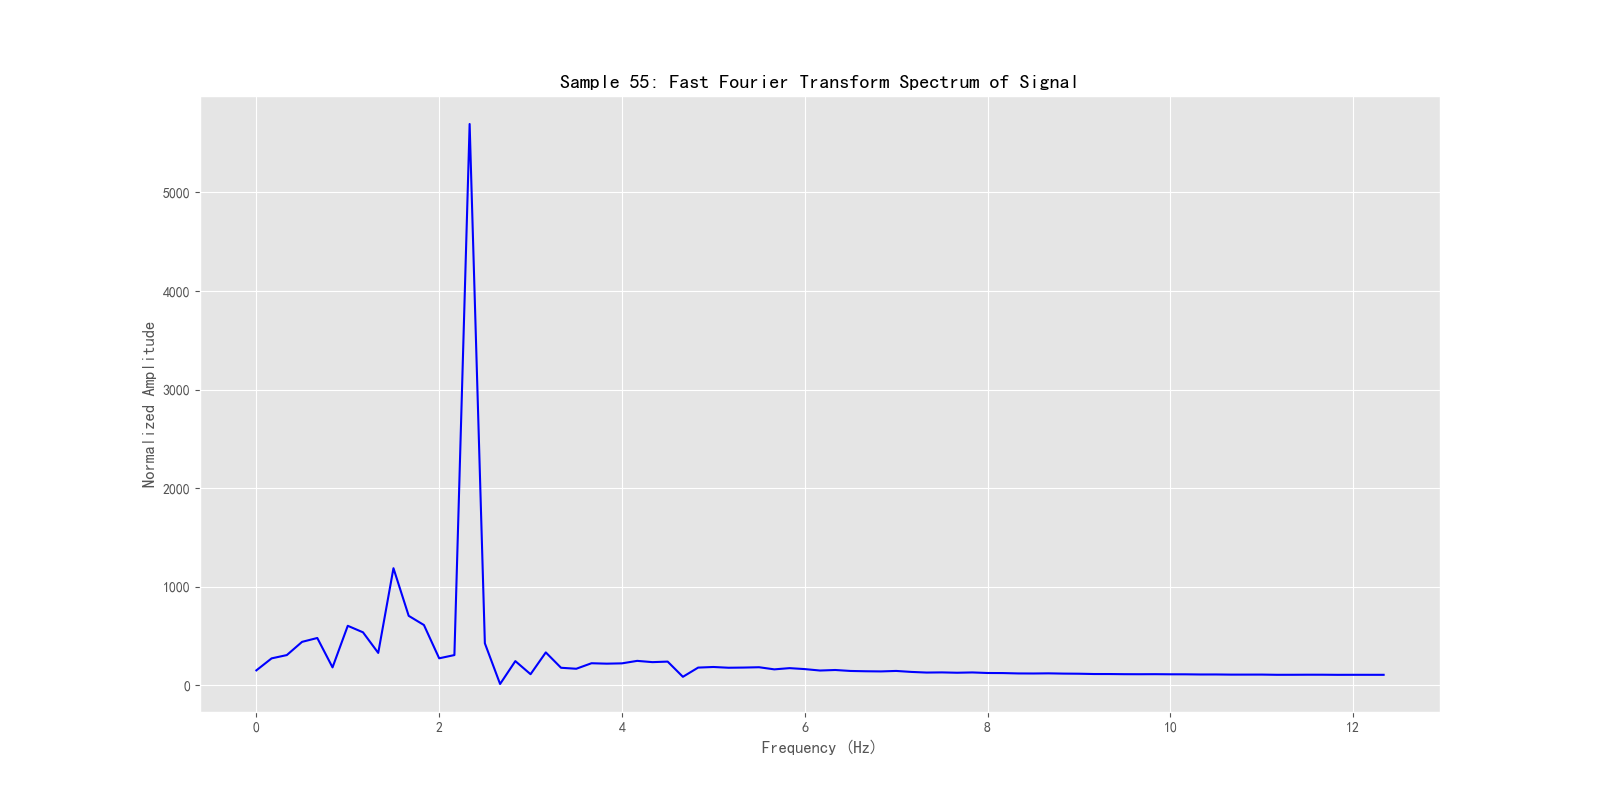 Sample 55: Fast Fourier Transform Spectrum of Signal
Normalized Amplitude
5000
4000
3000
2000
1000
0
0 2 4 6 8 10 12
Frequency (Hz)